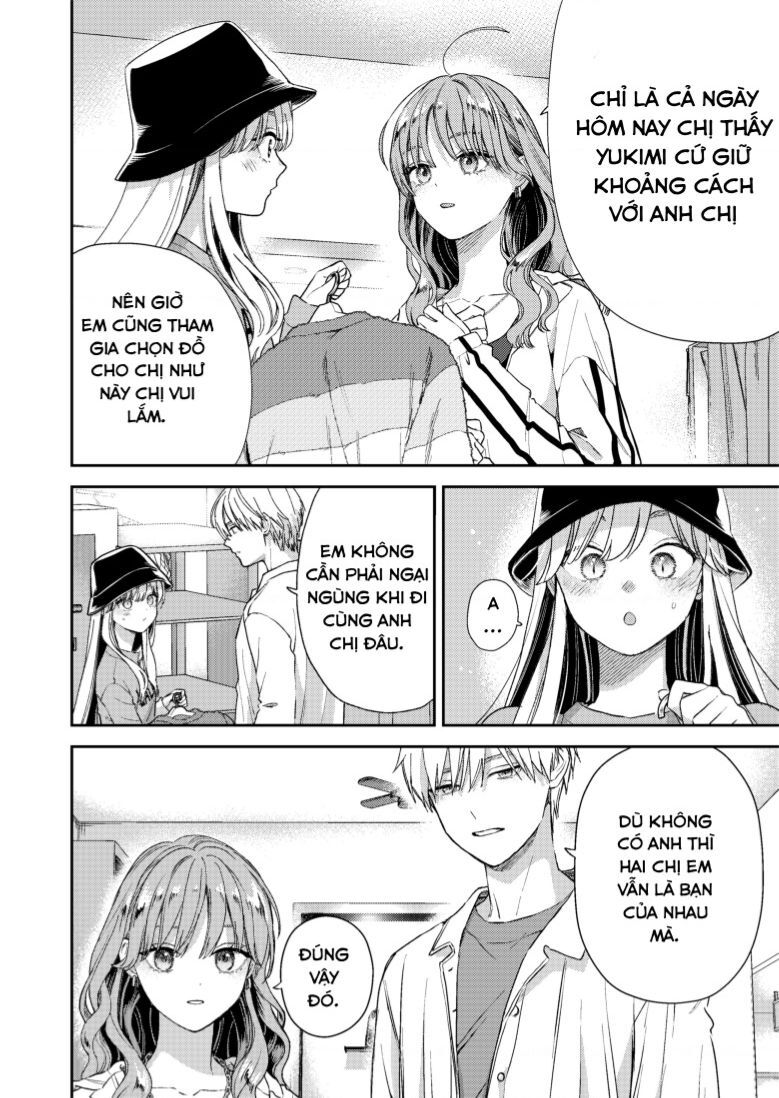 CHỈ LÀ CẢ NGÀY
HÔM NAY CHỊ THẤY
YUKIMI CỨ GIỮ
KHOẢNG CÁCH
VỚI ANH CHỊ
NÊN GIỜ
EM CŨNG THAM
GIA CHỌN ĐỒ
CHO CHỊ NHƯ
NÀY CHỊ VUI
LẮM.
A
...
EM KHÔNG
CẦN PHẢI NGẠI
NGÙNG KHI ĐI
CÙNG ANH
CHỊ ĐÂU.
DÙ KHÔNG
CÓ ANH THÌ
HAI CHỊ EM
VẪN LÀ BẠN
CỦA NHAU
MÀ.
ĐÚNG
VẬY
ĐÓ.